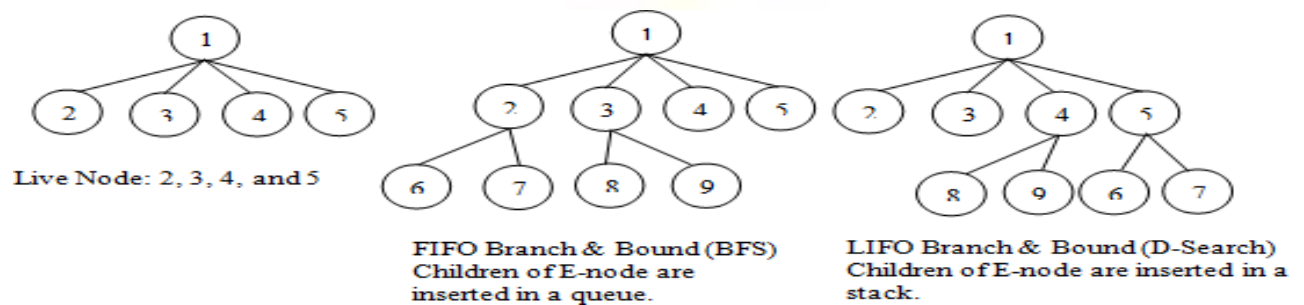 1
2 3 4 5
Live Node: 2, 3, 4, and 5
1
2 3 4 5
6 7 8 9
FIFO Branch & Bound (BFS)
Children of E-node are
inserted in a queue.
1
2 3 4 5
8 9 6 7
LIFO Branch & Bound (D-Search)
Children of E-node are inserted in a
stack.